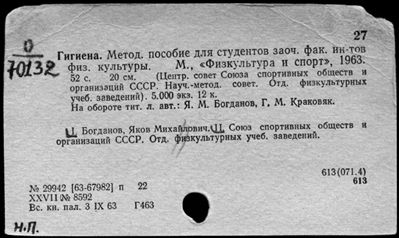 27
О
70132
Гигиена. Метод. пособие для студентов заоч. фак. ин-тов
физ. культуры. М., «Физкультура и спорт», 1963.
52 с. 20 см. (Центр. совет Союза спортивных обществ и
организаций СССР. Науч.-метод. совет. Отд. физкультурных
учеб. заведений). 5.000 экз. 12 к.
На обороте тит. л. авт.: Я. М. Богданов, Г. М. Краковяк.
I. Богданов, Яков Михайлович. II. Союз спортивных обществ и
организаций СССР. Отд. физкультурных учеб. заведений.
613(071.4)
613
№ 29942 [63-67982] п 22
XXVII № 8592
Вс. кн. пал. 3 IX 63 Г463
Н.П.